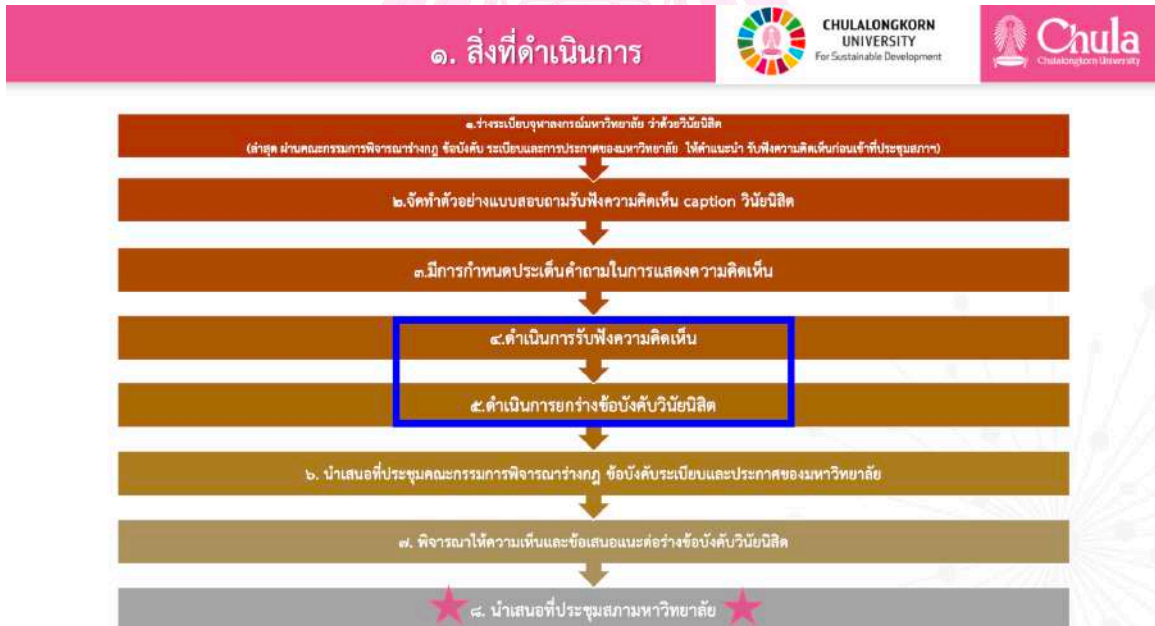 ๑. สิ่งที่ดำเนินการ
CHULALONGKORN
UNIVERSITY
For Sustainable Development
Chula
Chulalongkorn University
๑.ร่างระเบียบจุฬาลงกรณ์มหาวิทยาลัย ว่าด้วยวินัยนิสิต
(ล่าสุด ผ่านคณะกรรมการพิจารณาร่างกฎ ข้อบังคับ ระเบียบและการประกาศของมหาวิทยาลัย ให้คำแนะนำ รับฟังความคิดเห็นก่อนเข้าที่ประชุมสภาฯ)
๒.จัดทำตัวอย่างแบบสอบถามรับฟังความคิดเห็น caption วินัยนิสิต
๓.มีการกำหนดประเด็นคำถามในการแสดงความคิดเห็น
๔.ดำเนินการรับฟังความคิดเห็น
๕.ดำเนินการยกร่างข้อบังคับวินัยนิสิต
๖. นำเสนอที่ประชุมคณะกรรมการพิจารณาร่างกฎ ข้อบังคับระเบียบและประกาศของมหาวิทยาลัย
๗. พิจารณาให้ความเห็นและข้อเสนอแนะต่อร่างข้อบังคับวินัยนิสิต
๘. นำเสนอที่ประชุมสภามหาวิทยาลัย